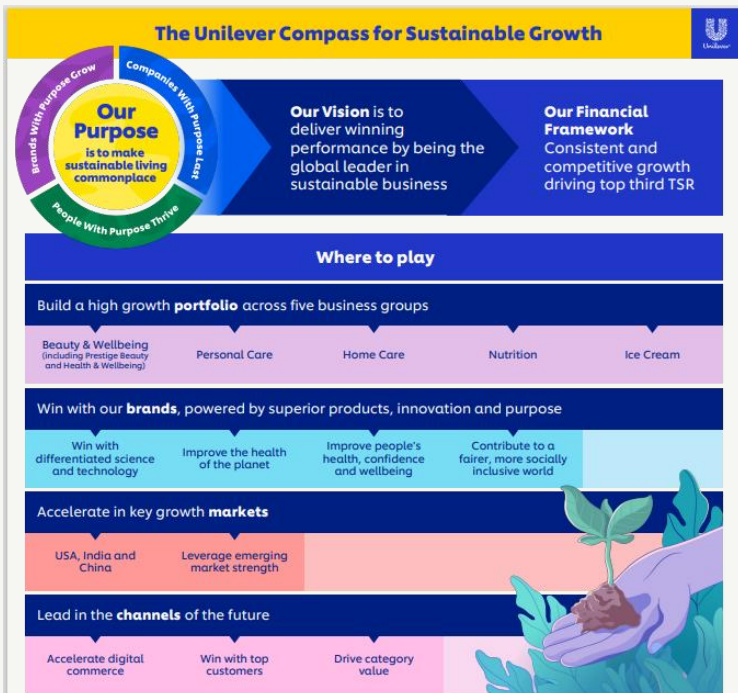 The Unilever Compass for Sustainable Growth
Unilever
Brands With Purpose Grow
Companies With Purpose Last
People With Purpose Thrive
Our
Purpose
is to make
sustainable living
commonplace
Our Vision is to
deliver winning
performance by being the
global leader in
sustainable business
Our Financial
Framework
Consistent and
competitive growth
driving top third TSR
Where to play
Build a high growth portfolio across five business groups
Beauty & Wellbeing
(including Prestige Beauty
and Health & Wellbeing)
Personal Care
Home Care
Nutrition
Ice Cream
Win with our brands, powered by superior products, innovation and purpose
Win with
differentiated science
and technology
Improve the health
of the planet
Improve people's
health, confidence
and wellbeing
Contribute to a
fairer, more socially
inclusive world
Accelerate in key growth markets
USA, India and
China
Leverage emerging
market strength
Lead in the channels of the future
Accelerate digital
commerce
Win with top
customers
Drive category
value